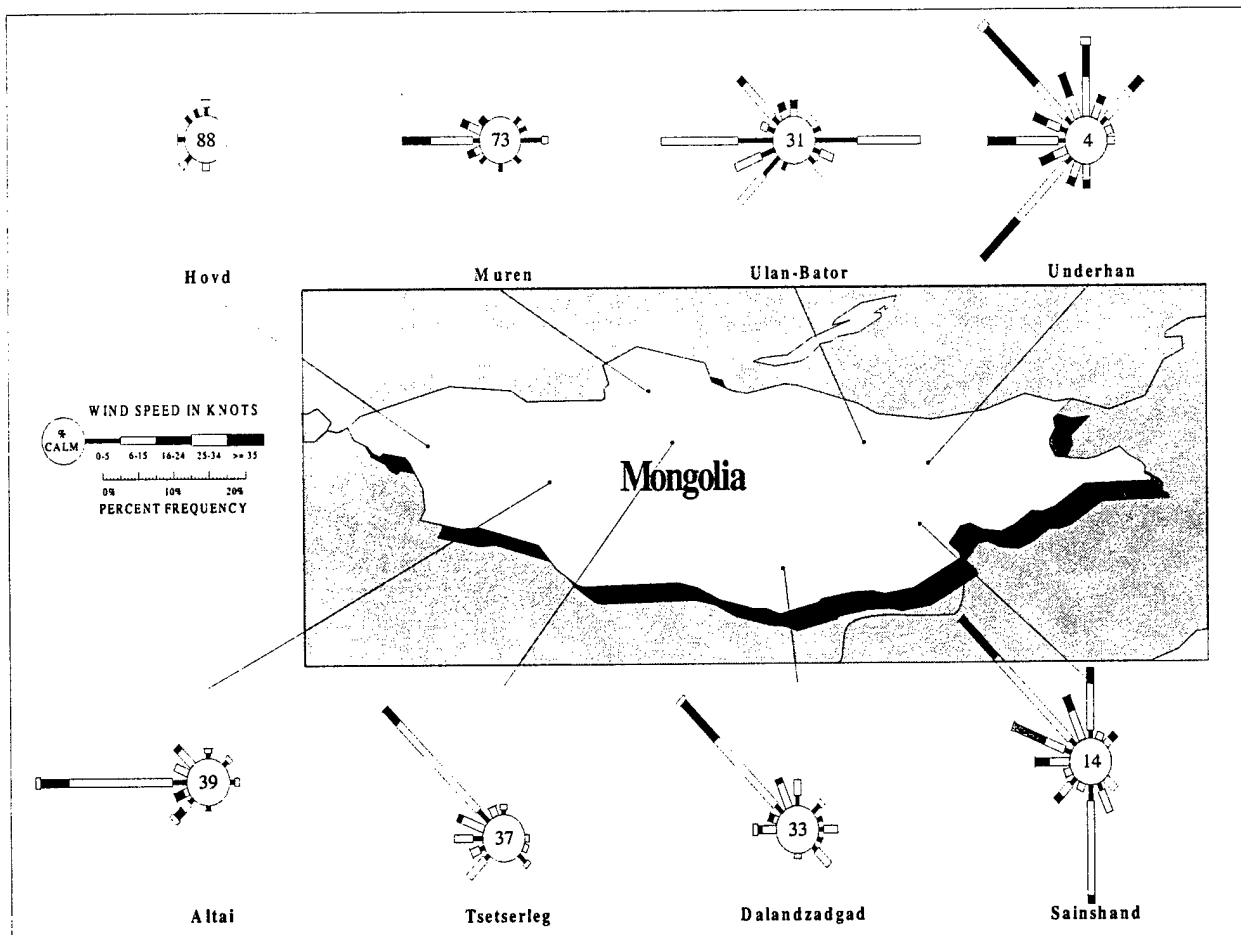 88
73
31
4
Hovd
Muren
Ulan-Bator
Underhan
WIND SPEED IN KNOTS
% CALM
0-5 6-15 16-24 25-34 >= 35
0% 10% 20%
PERCENT FREQUENCY
Mongolia
39
37
33
14
Altai
Tsetserleg
Dalandzadgad
Sainshand